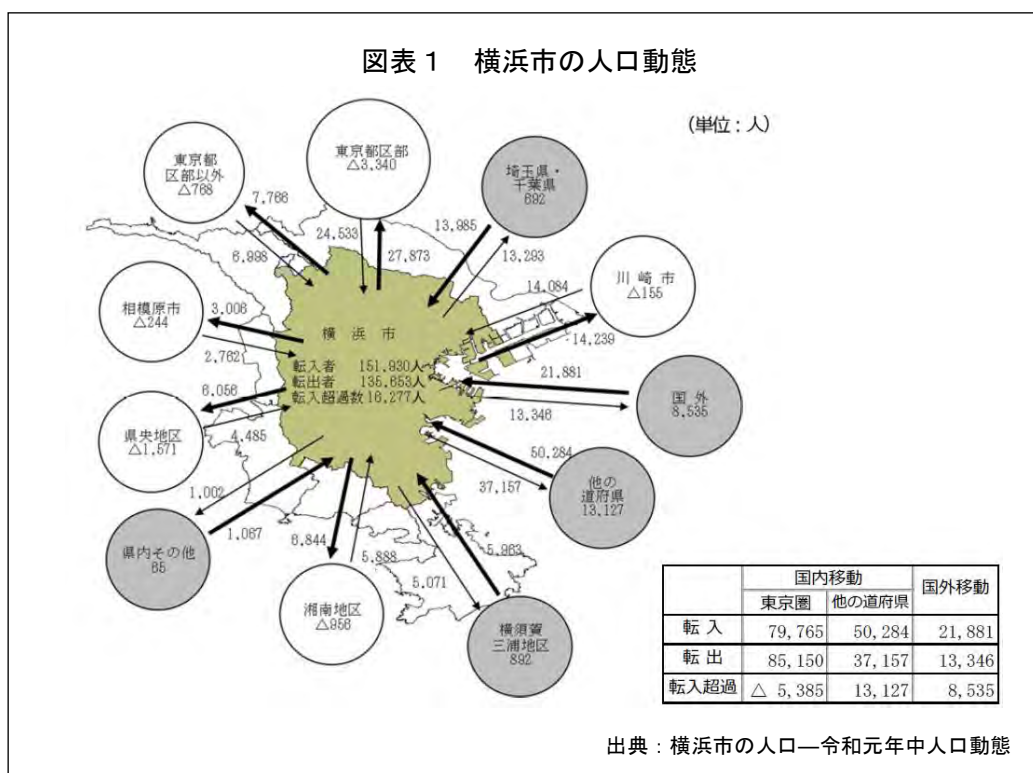 図表1 横浜市の人口動態
(単位:人)
東京都
区部以外
△768
東京都区部
△3,340
埼玉県・
千葉県
692
川崎市
△155
国外
8,535
他の
道府県
13,127
横須賀
三浦地区
892
湘南地区
△956
県内その他
65
県央地区
△1,571
相模原市
△244
7,766
6,998
24,533
27,873
13,985
13,293
14,084
14,239
21,881
13,346
50,284
37,157
5,963
5,071
5,888
6,844
1,067
1,002
4,485
6,056
2,762
3,006
横浜市
転入者 151,930人
転出者 135,653人
転入超過数 16,277人
国内移動 国外移動
東京圏 他の道府県
転入 79,765 50,284 21,881
転出 85,150 37,157 13,346
転入超過 △ 5,385 13,127 8,535
出典:横浜市の人口―令和元年中人口動態